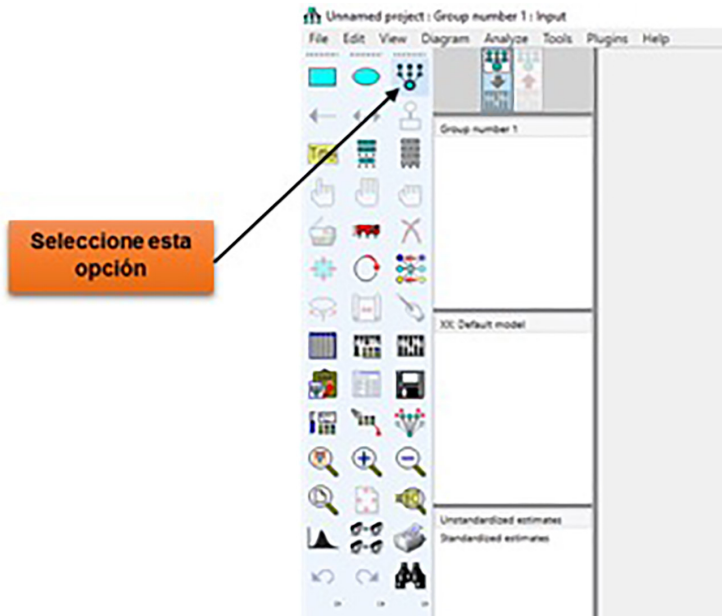 Unnamed project : Group number 1 : Input
File Edit View Diagram Analyze Tools Plugins Help
Group number 1
Title
Seleccione esta
opción
XX: Default model
Unstandardized estimates
Standardized estimates